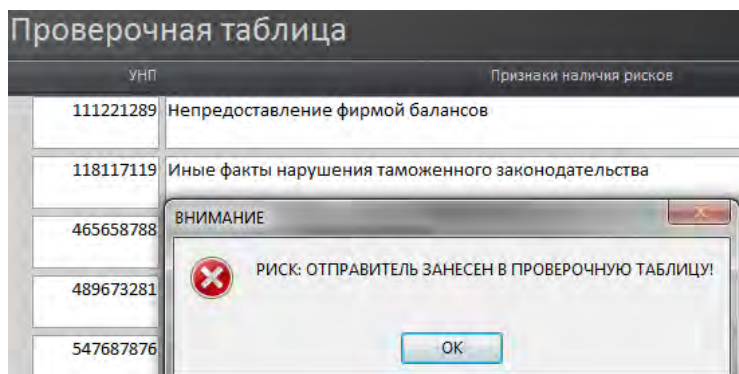 Проверочная таблица
УНП Признаки наличия рисков
111221289 Непредоставление фирмой балансов
118117119 Иные факты нарушения таможенного законодательства
465658788
ВНИМАНИЕ
РИСК: ОТПРАВИТЕЛЬ ЗАНЕСЕН В ПРОВЕРОЧНУЮ ТАБЛИЦУ!
489673281
547687876
ОК